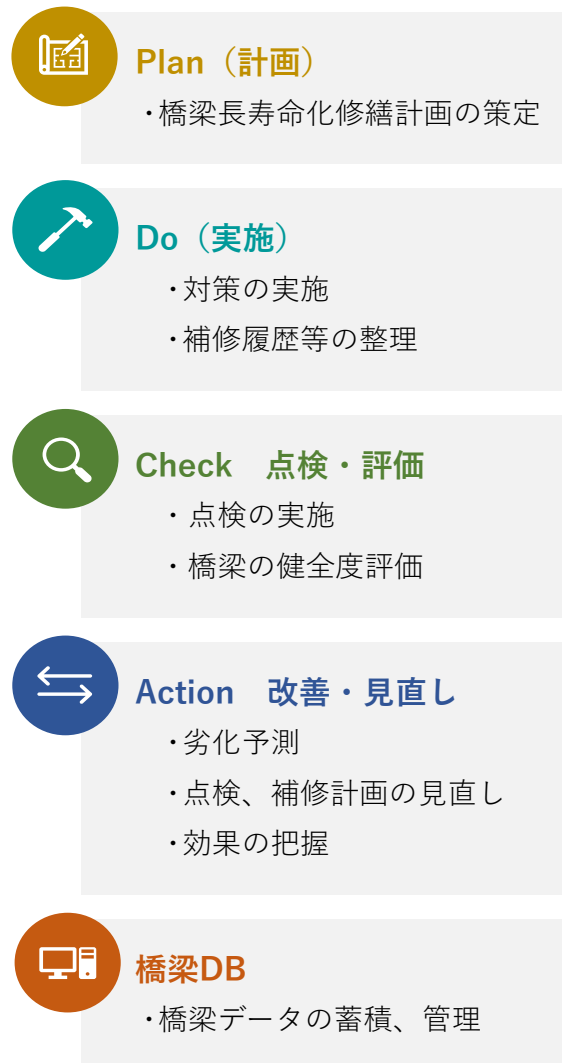 Plan（計画）
・橋梁長寿命化修繕計画の策定
Do（実施）
・対策の実施
・補修履歴等の整理
Check　点検・評価
・点検の実施
・橋梁の健全度評価
Action　改善・見直し
・劣化予測
・点検、補修計画の見直し
・効果の把握
橋梁DB
・橋梁データの蓄積、管理